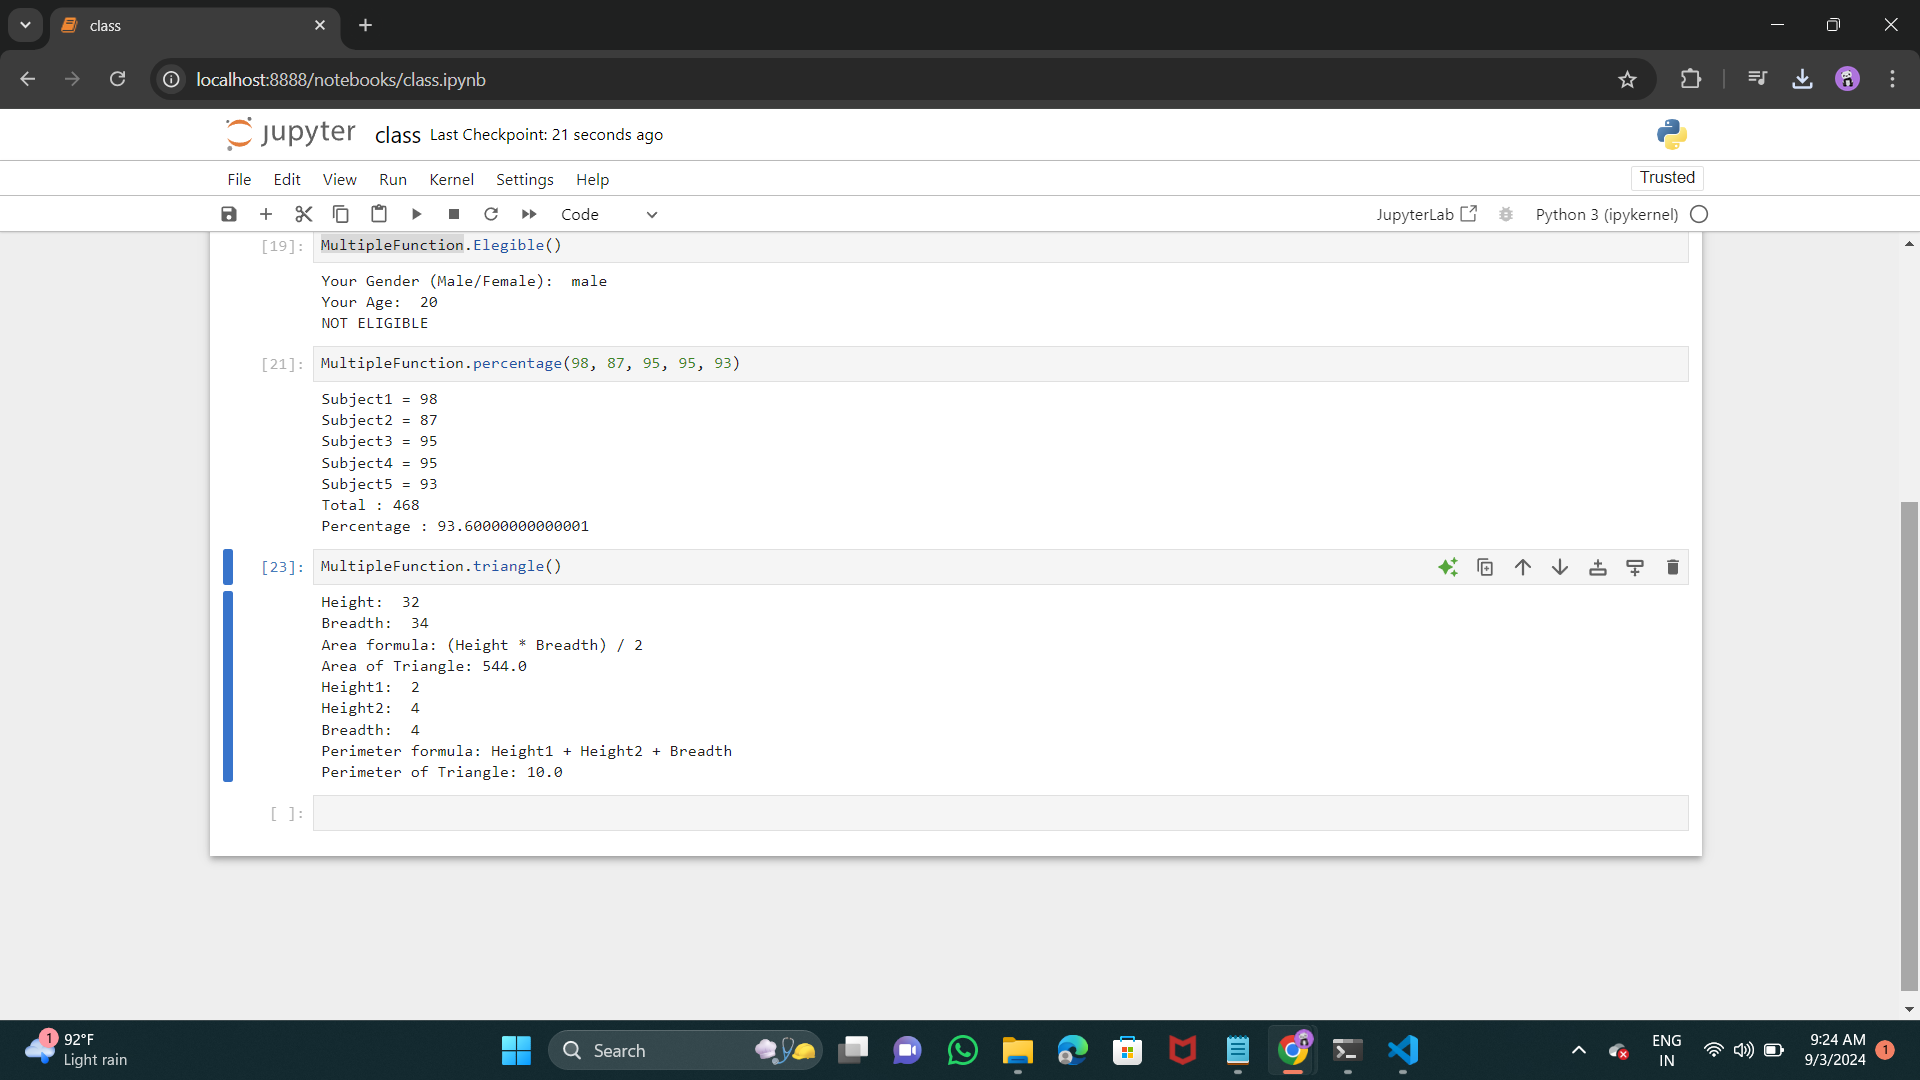 class
localhost:8888/notebooks/class.ipynb
jupyter class Last Checkpoint: 21 seconds ago
File Edit View Run Kernel Settings Help Trusted
Code JupyterLab Python 3 (ipykernel)
[19]: MultipleFunction.Elegible()
Your Gender (Male/Female):  male
Your Age:  20
NOT ELIGIBLE
[21]: MultipleFunction.percentage(98, 87, 95, 95, 93)
Subject1 = 98
Subject2 = 87
Subject3 = 95
Subject4 = 95
Subject5 = 93
Total : 468
Percentage : 93.60000000000001
[23]: MultipleFunction.triangle()
Height:  32
Breadth:  34
Area formula: (Height * Breadth) / 2
Area of Triangle: 544.0
Height1:  2
Height2:  4
Breadth:  4
Perimeter formula: Height1 + Height2 + Breadth
Perimeter of Triangle: 10.0
[ ]:
1 92°F
Light rain
Search
ENG
IN
9:24 AM
9/3/2024
1